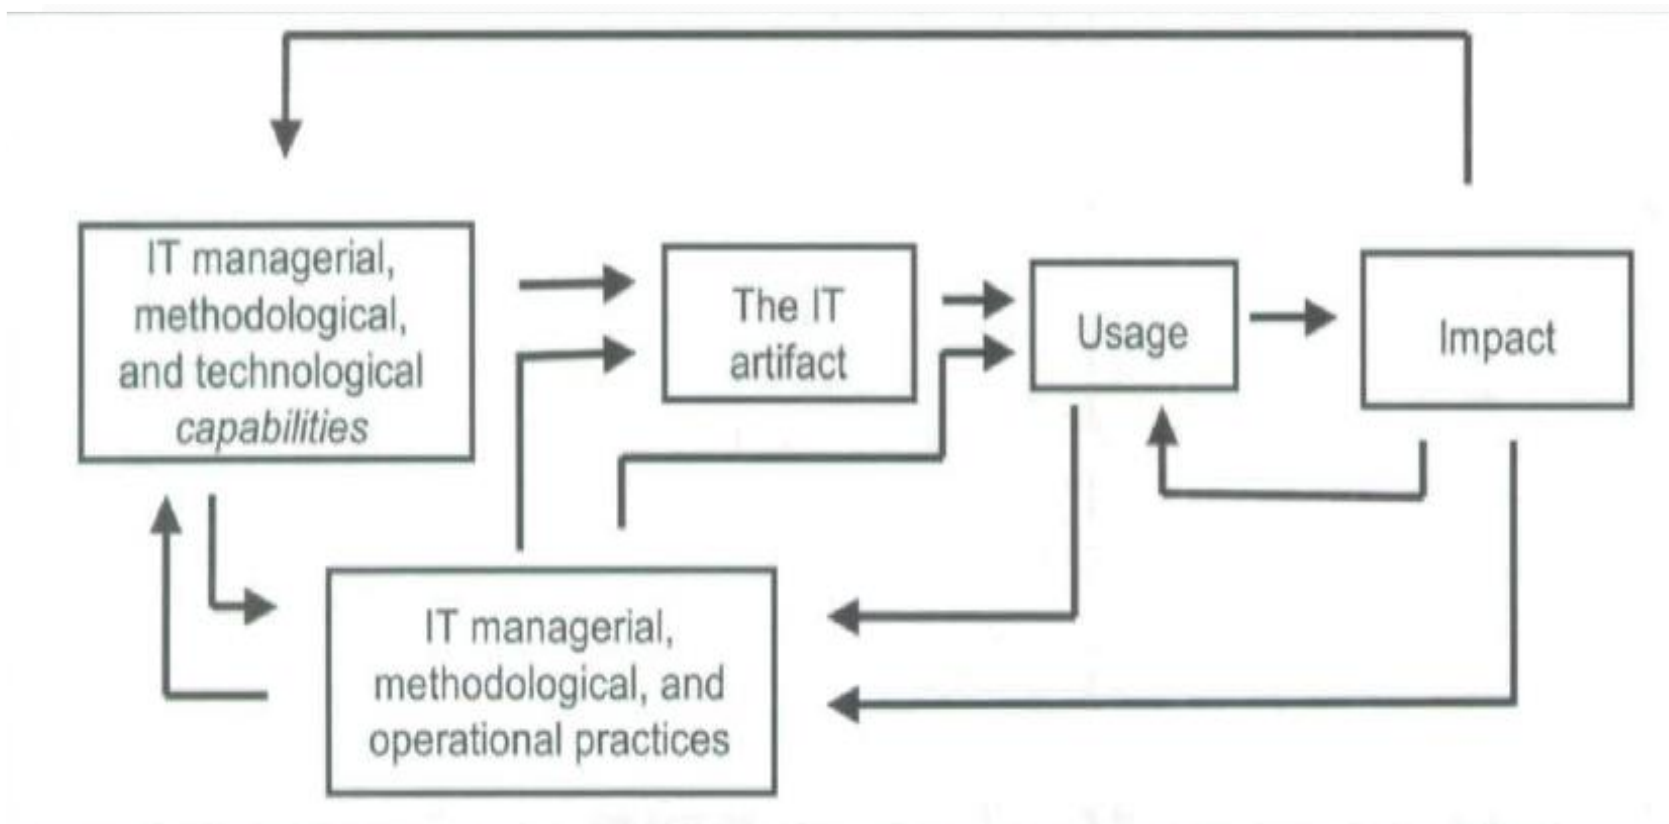 IT managerial,
methodological,
and technological
capabilities
The IT
artifact
Usage
Impact
IT managerial,
methodological, and
operational practices